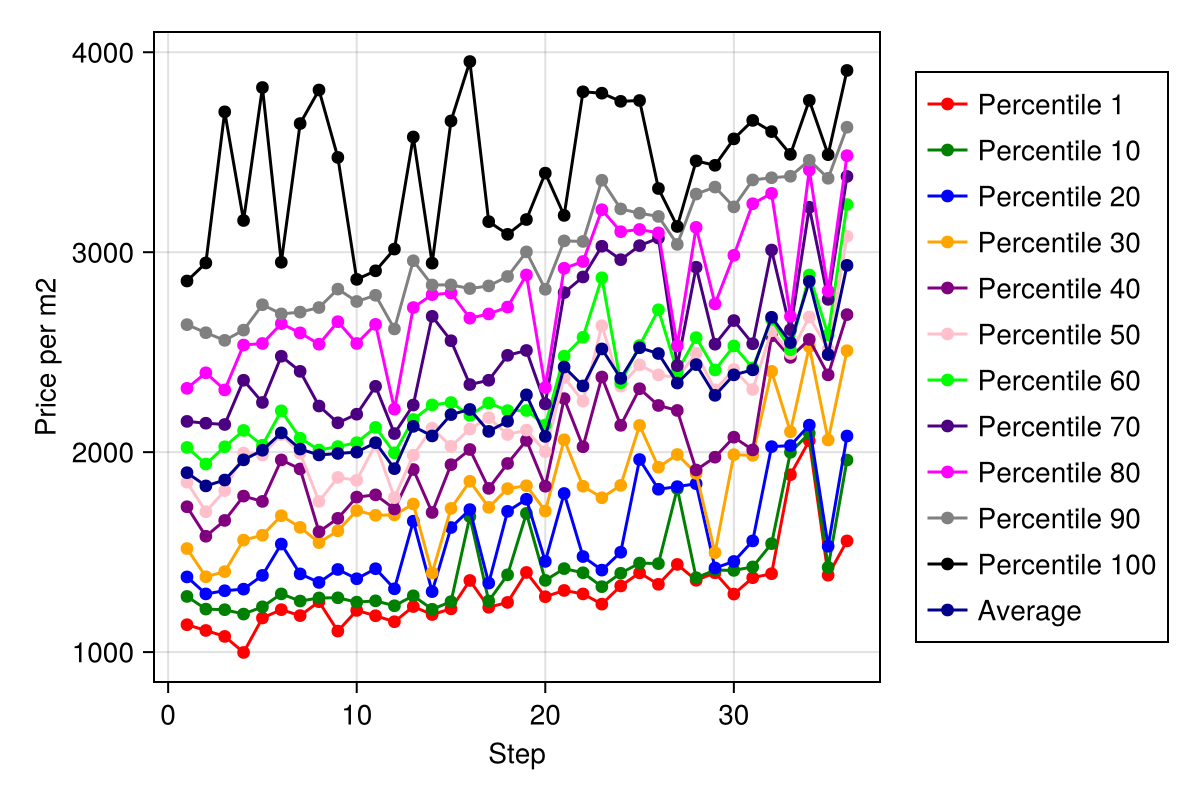 4000
3000
2000
1000
Price per m2
0 10 20 30
Step
Percentile 1
Percentile 10
Percentile 20
Percentile 30
Percentile 40
Percentile 50
Percentile 60
Percentile 70
Percentile 80
Percentile 90
Percentile 100
Average